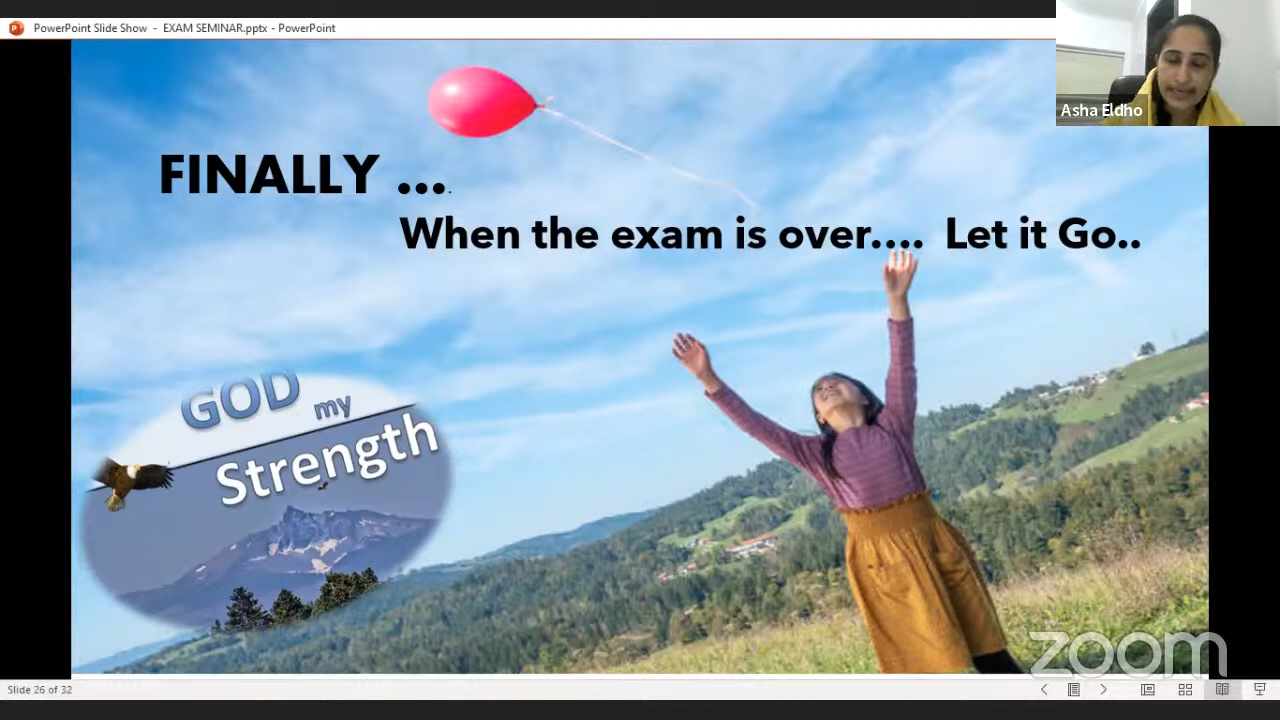 PowerPoint Slide Show - EXAM SEMINAR.pptx - PowerPoint
Asha Eldho
FINALLY ....
When the exam is over.... Let it Go..
GOD my
Strength
zoom
Slide 26 of 32